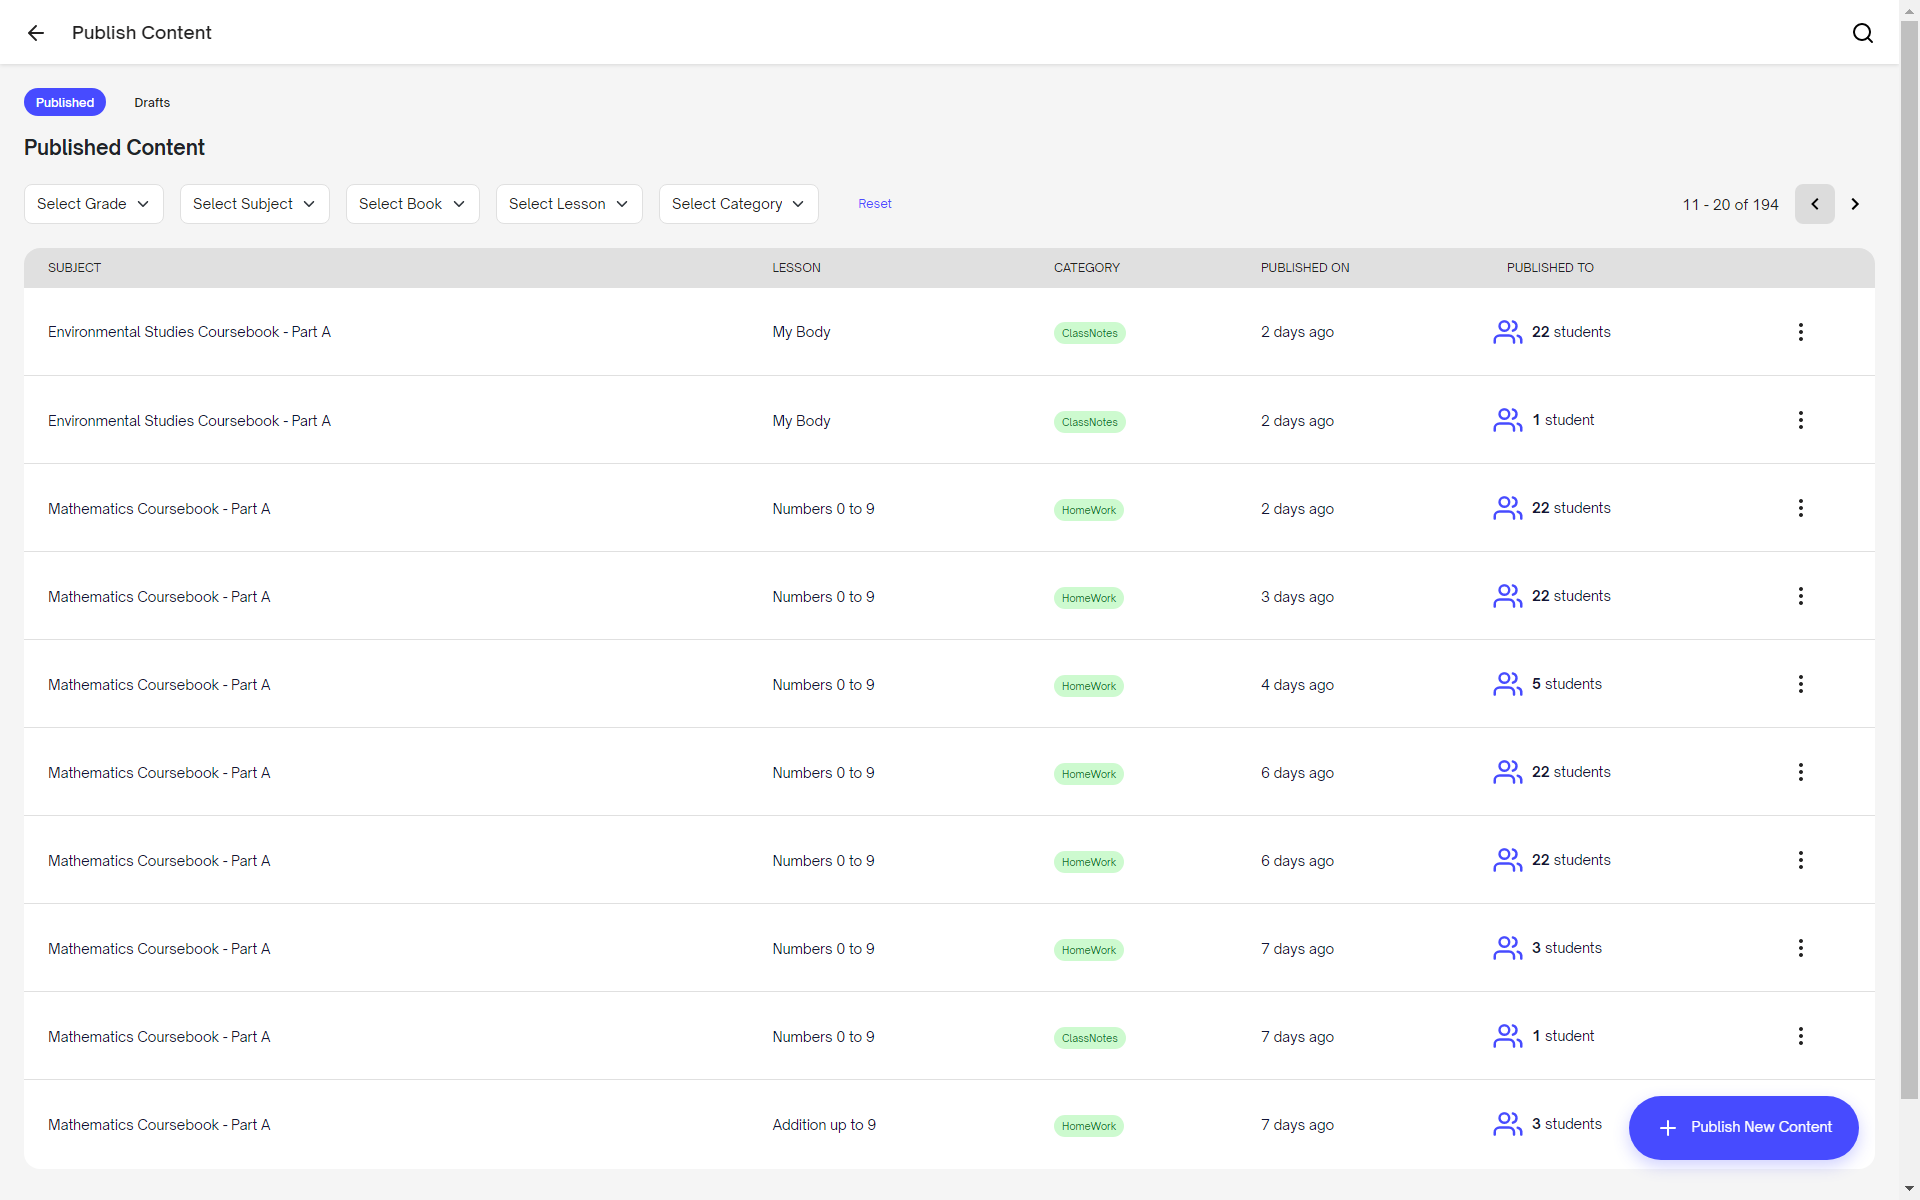 Publish Content
Published Drafts
Published Content
Select Grade Select Subject Select Book Select Lesson Select Category Reset 11 - 20 of 194
SUBJECT LESSON CATEGORY PUBLISHED ON PUBLISHED TO
Environmental Studies Coursebook - Part A My Body ClassNotes 2 days ago 22 students
Environmental Studies Coursebook - Part A My Body ClassNotes 2 days ago 1 student
Mathematics Coursebook - Part A Numbers 0 to 9 HomeWork 2 days ago 22 students
Mathematics Coursebook - Part A Numbers 0 to 9 HomeWork 3 days ago 22 students
Mathematics Coursebook - Part A Numbers 0 to 9 HomeWork 4 days ago 5 students
Mathematics Coursebook - Part A Numbers 0 to 9 HomeWork 6 days ago 22 students
Mathematics Coursebook - Part A Numbers 0 to 9 HomeWork 6 days ago 22 students
Mathematics Coursebook - Part A Numbers 0 to 9 HomeWork 7 days ago 3 students
Mathematics Coursebook - Part A Numbers 0 to 9 ClassNotes 7 days ago 1 student
Mathematics Coursebook - Part A Addition up to 9 HomeWork 7 days ago 3 students
Publish New Content